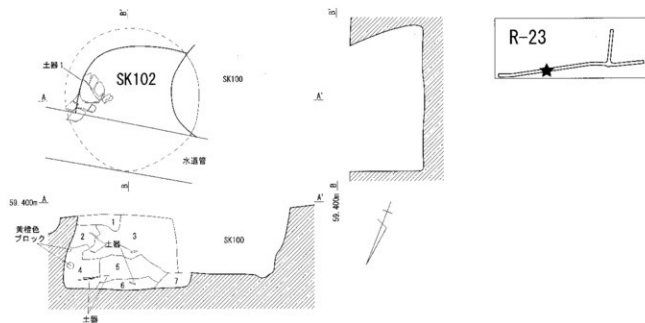 B'
土器1
SK102
SK100
A
A'
水道管
B
59.400m A
A'
黄橙色
ブロック
1
2
土器
3
SK100
4
5
6
7
土器
B'
B
59.400m
R-23